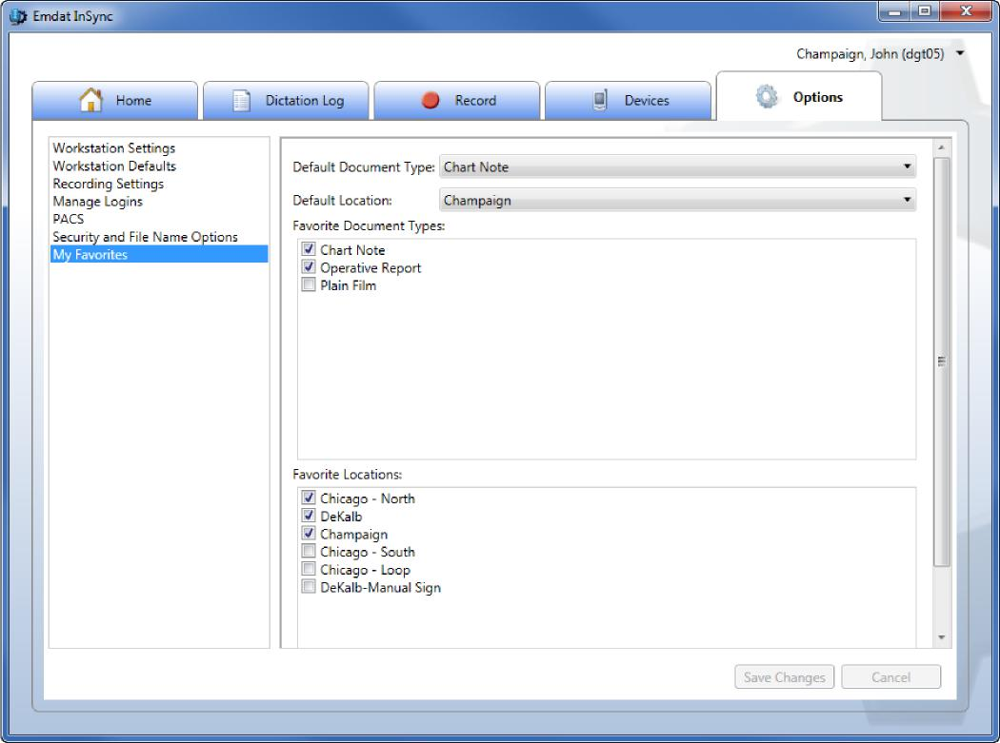 Emdat InSync
Champaign, John (dgt05)
Home
Dictation Log
Record
Devices
Options
Workstation Settings
Workstation Defaults
Recording Settings
Manage Logins
PACS
Security and File Name Options
My Favorites
Default Document Type: Chart Note
Default Location: Champaign
Favorite Document Types:
Chart Note
Operative Report
Plain Film
Favorite Locations:
Chicago - North
DeKalb
Champaign
Chicago - South
Chicago - Loop
DeKalb-Manual Sign
Save Changes
Cancel